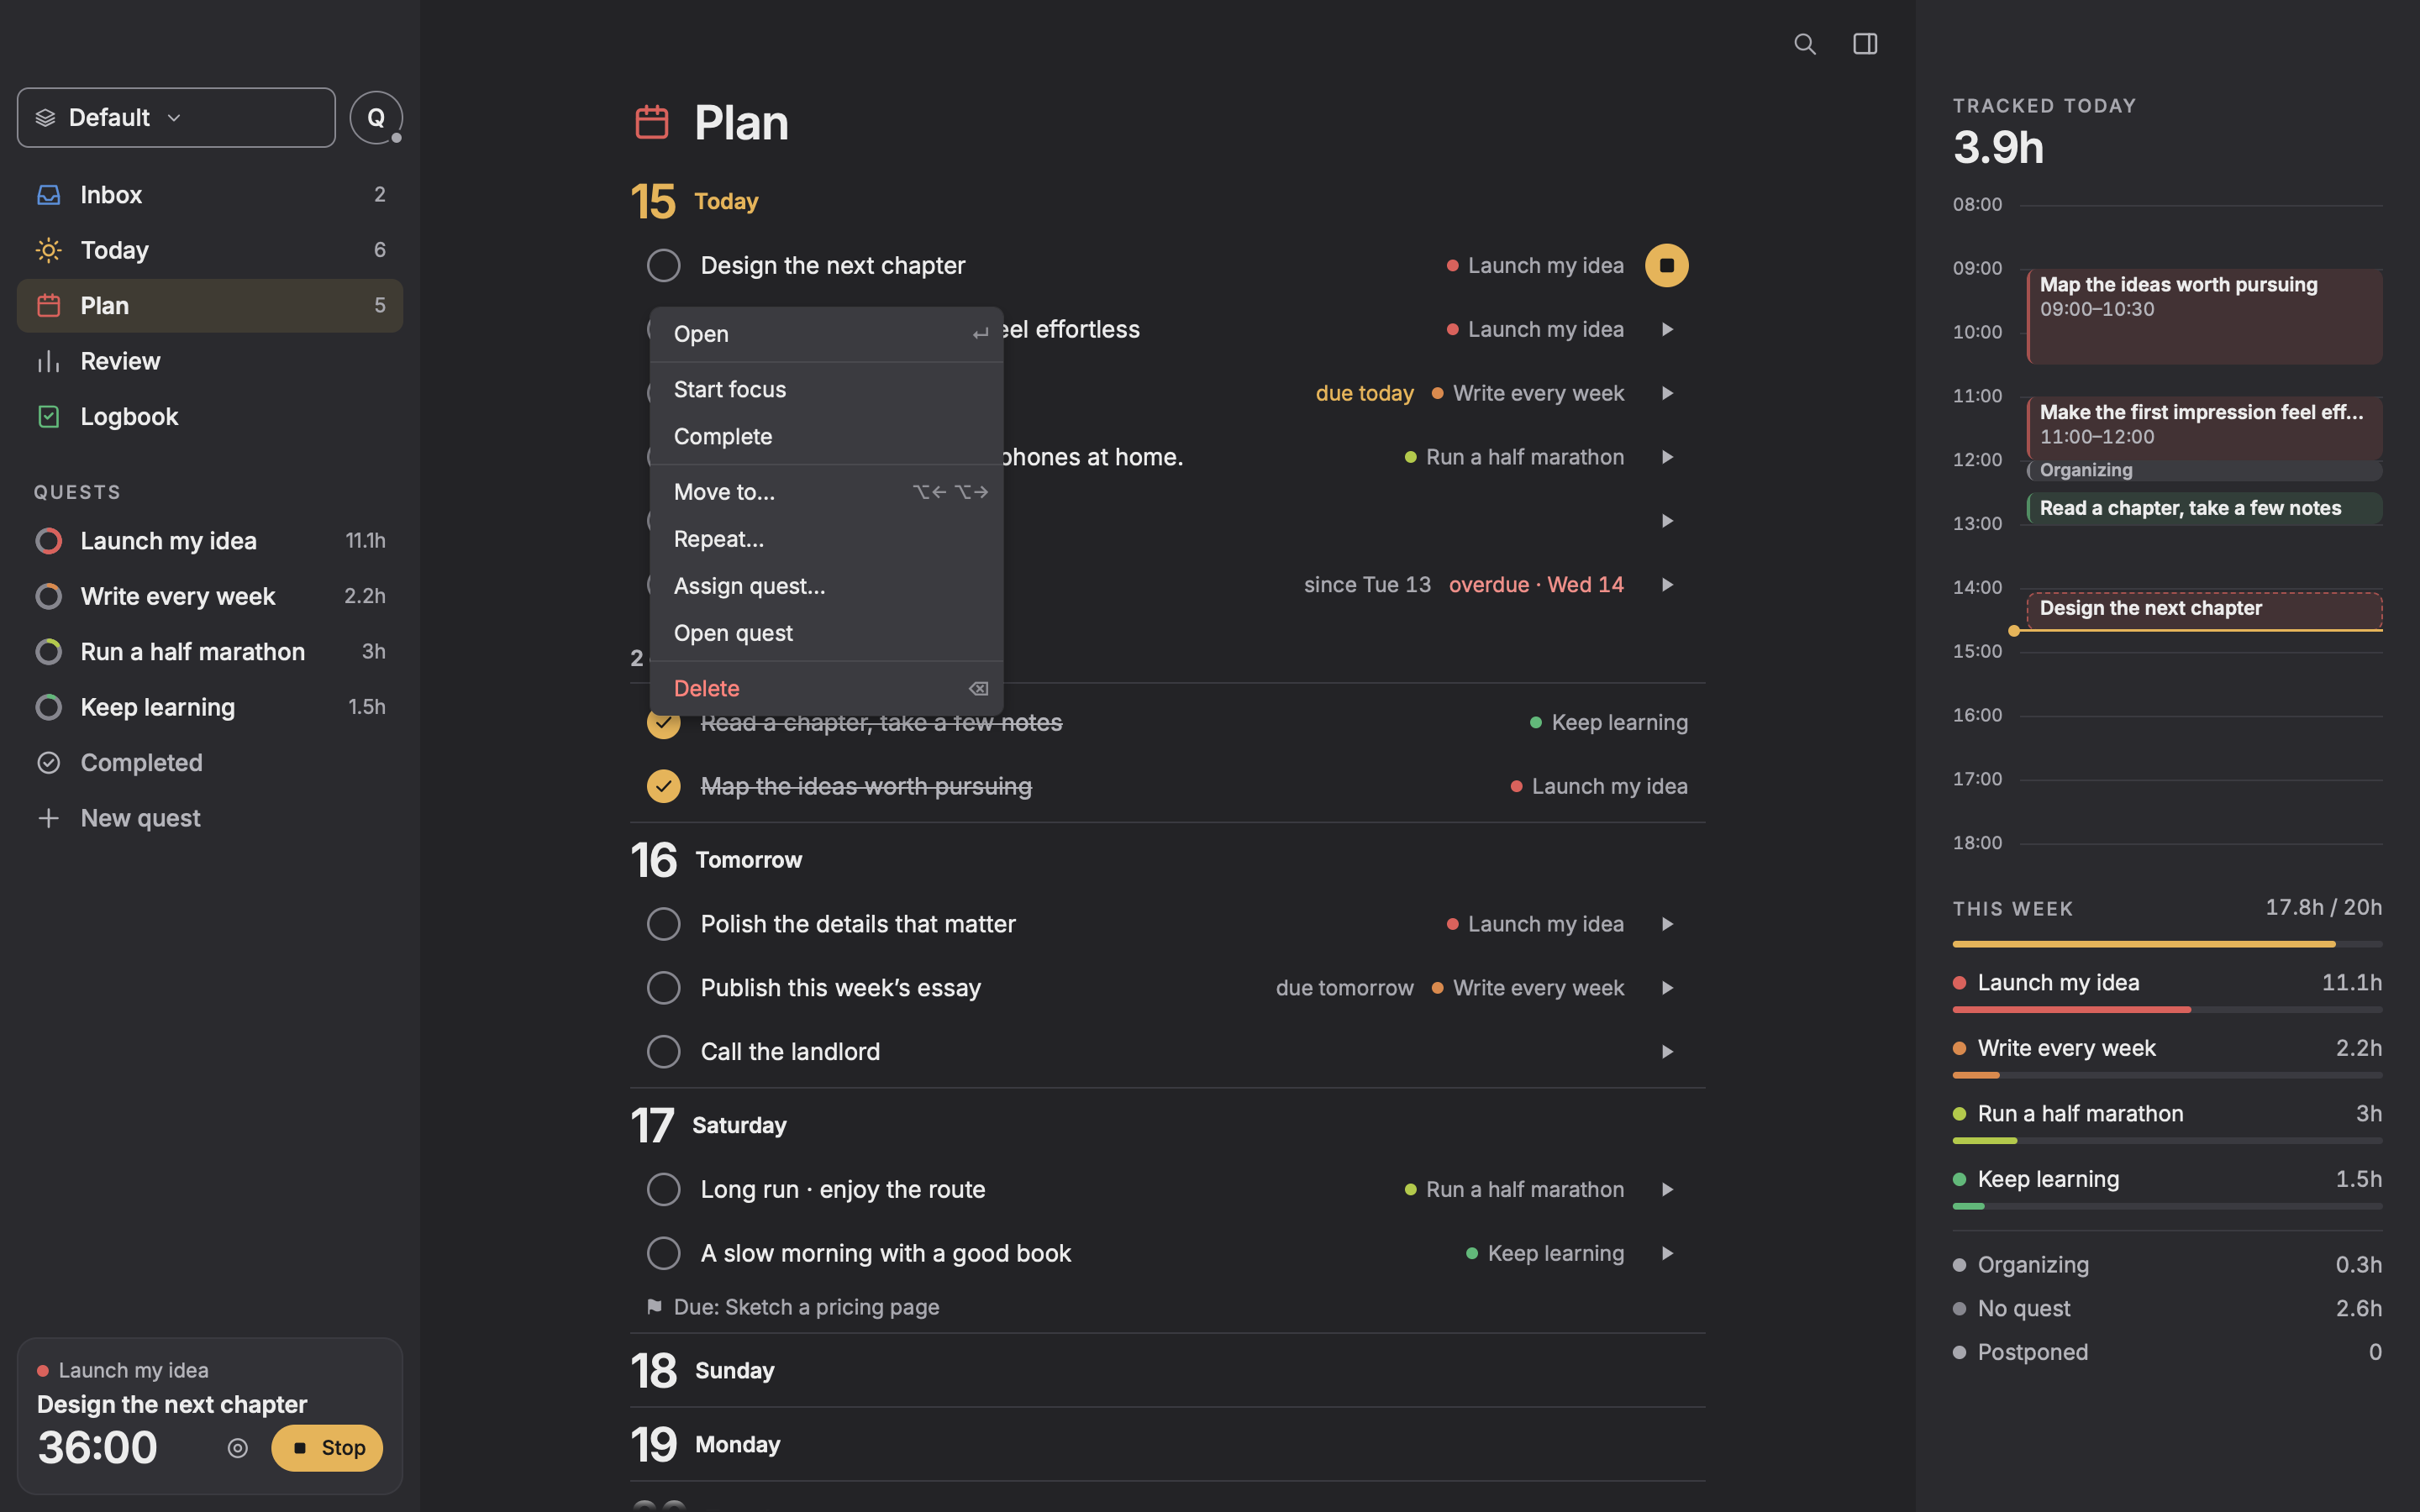 Default
Q
Inbox 2
Today 6
Plan 5
Review
Logbook
QUESTS
Launch my idea 11.1h
Write every week 2.2h
Run a half marathon 3h
Keep learning 1.5h
Completed
New quest
Launch my idea
Design the next chapter
36:00 Stop
Plan
15 Today
Design the next chapter Launch my idea
eel effortless Launch my idea
due today Write every week
phones at home. Run a half marathon
since Tue 13 overdue · Wed 14
2
Open
Start focus
Complete
Move to... ⌥← ⌥→
Repeat...
Assign quest...
Open quest
Delete
Read a chapter, take a few notes Keep learning
Map the ideas worth pursuing Launch my idea
16 Tomorrow
Polish the details that matter Launch my idea
Publish this week’s essay due tomorrow Write every week
Call the landlord
17 Saturday
Long run · enjoy the route Run a half marathon
A slow morning with a good book Keep learning
Due: Sketch a pricing page
18 Sunday
19 Monday
TRACKED TODAY
3.9h
08:00
09:00
Map the ideas worth pursuing
09:00–10:30
10:00
11:00
Make the first impression feel eff...
11:00–12:00
12:00
Organizing
Read a chapter, take a few notes
13:00
14:00
Design the next chapter
15:00
16:00
17:00
18:00
THIS WEEK 17.8h / 20h
Launch my idea 11.1h
Write every week 2.2h
Run a half marathon 3h
Keep learning 1.5h
Organizing 0.3h
No quest 2.6h
Postponed 0